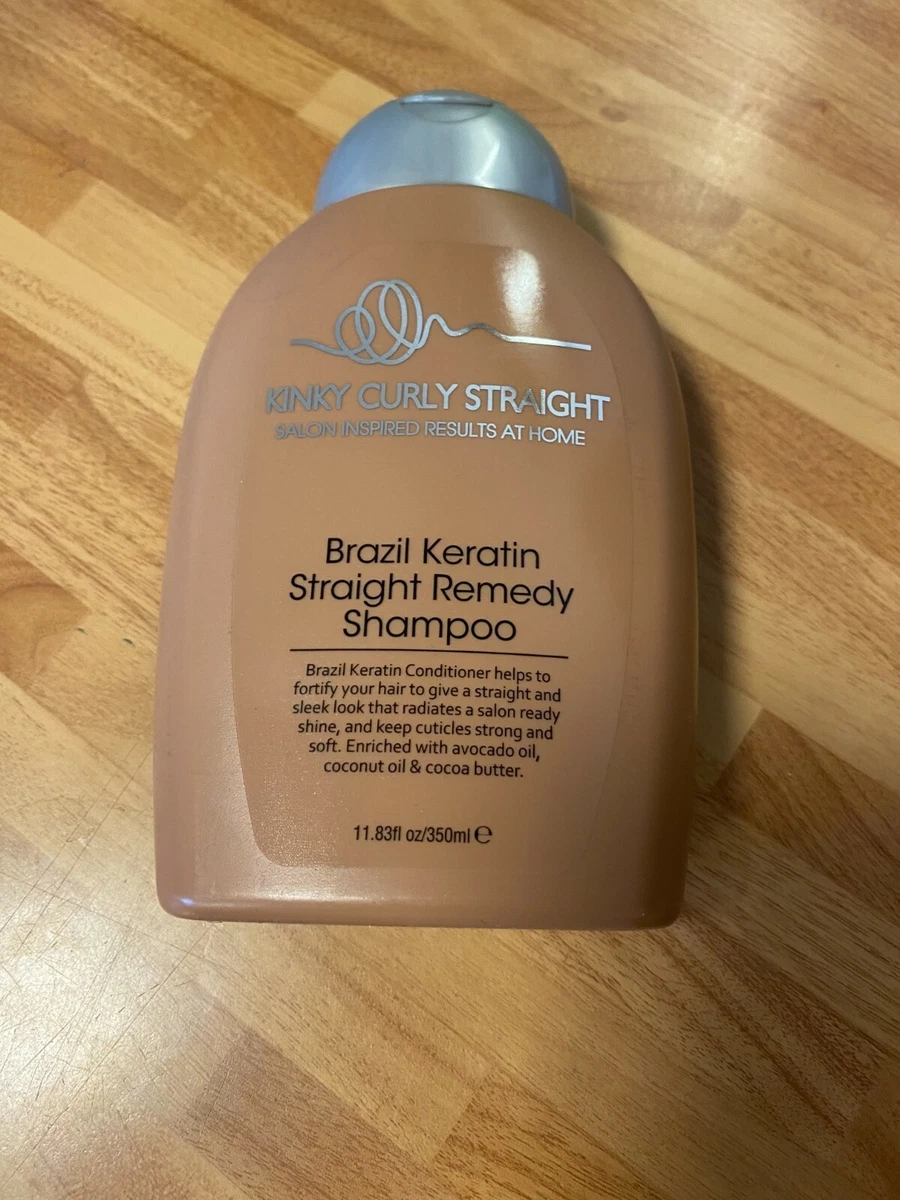 KINKY CURLY STRAIGHT
SALON INSPIRED RESULTS AT HOME
Brazil Keratin
Straight Remedy
Shampoo
Brazil Keratin Conditioner helps to
fortify your hair to give a straight and
sleek look that radiates a salon ready
shine, and keep cuticles strong and
soft. Enriched with avocado oil,
coconut oil & cocoa butter.
11.83fl oz/350ml ℮